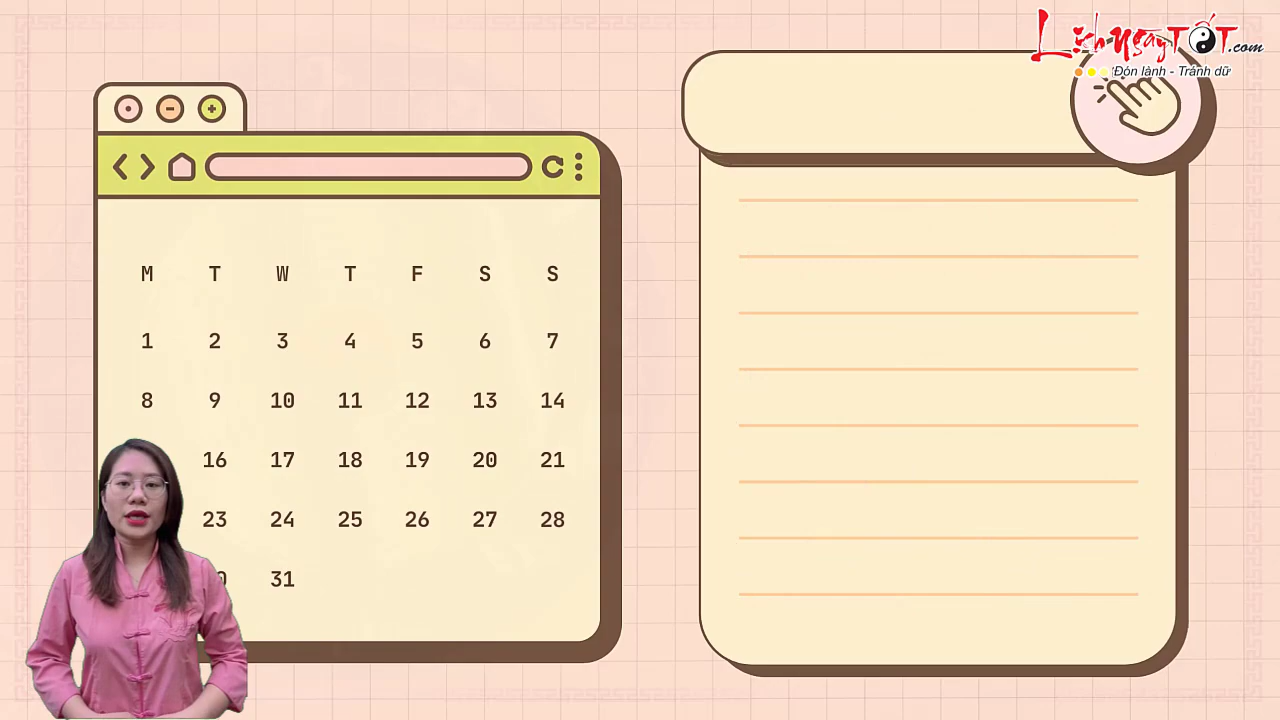 LịchNgàyTỐT.com
Đón lành - Tránh dữ
M T W T F S S
1 2 3 4 5 6 7
8 9 10 11 12 13 14
16 17 18 19 20 21
23 24 25 26 27 28
31